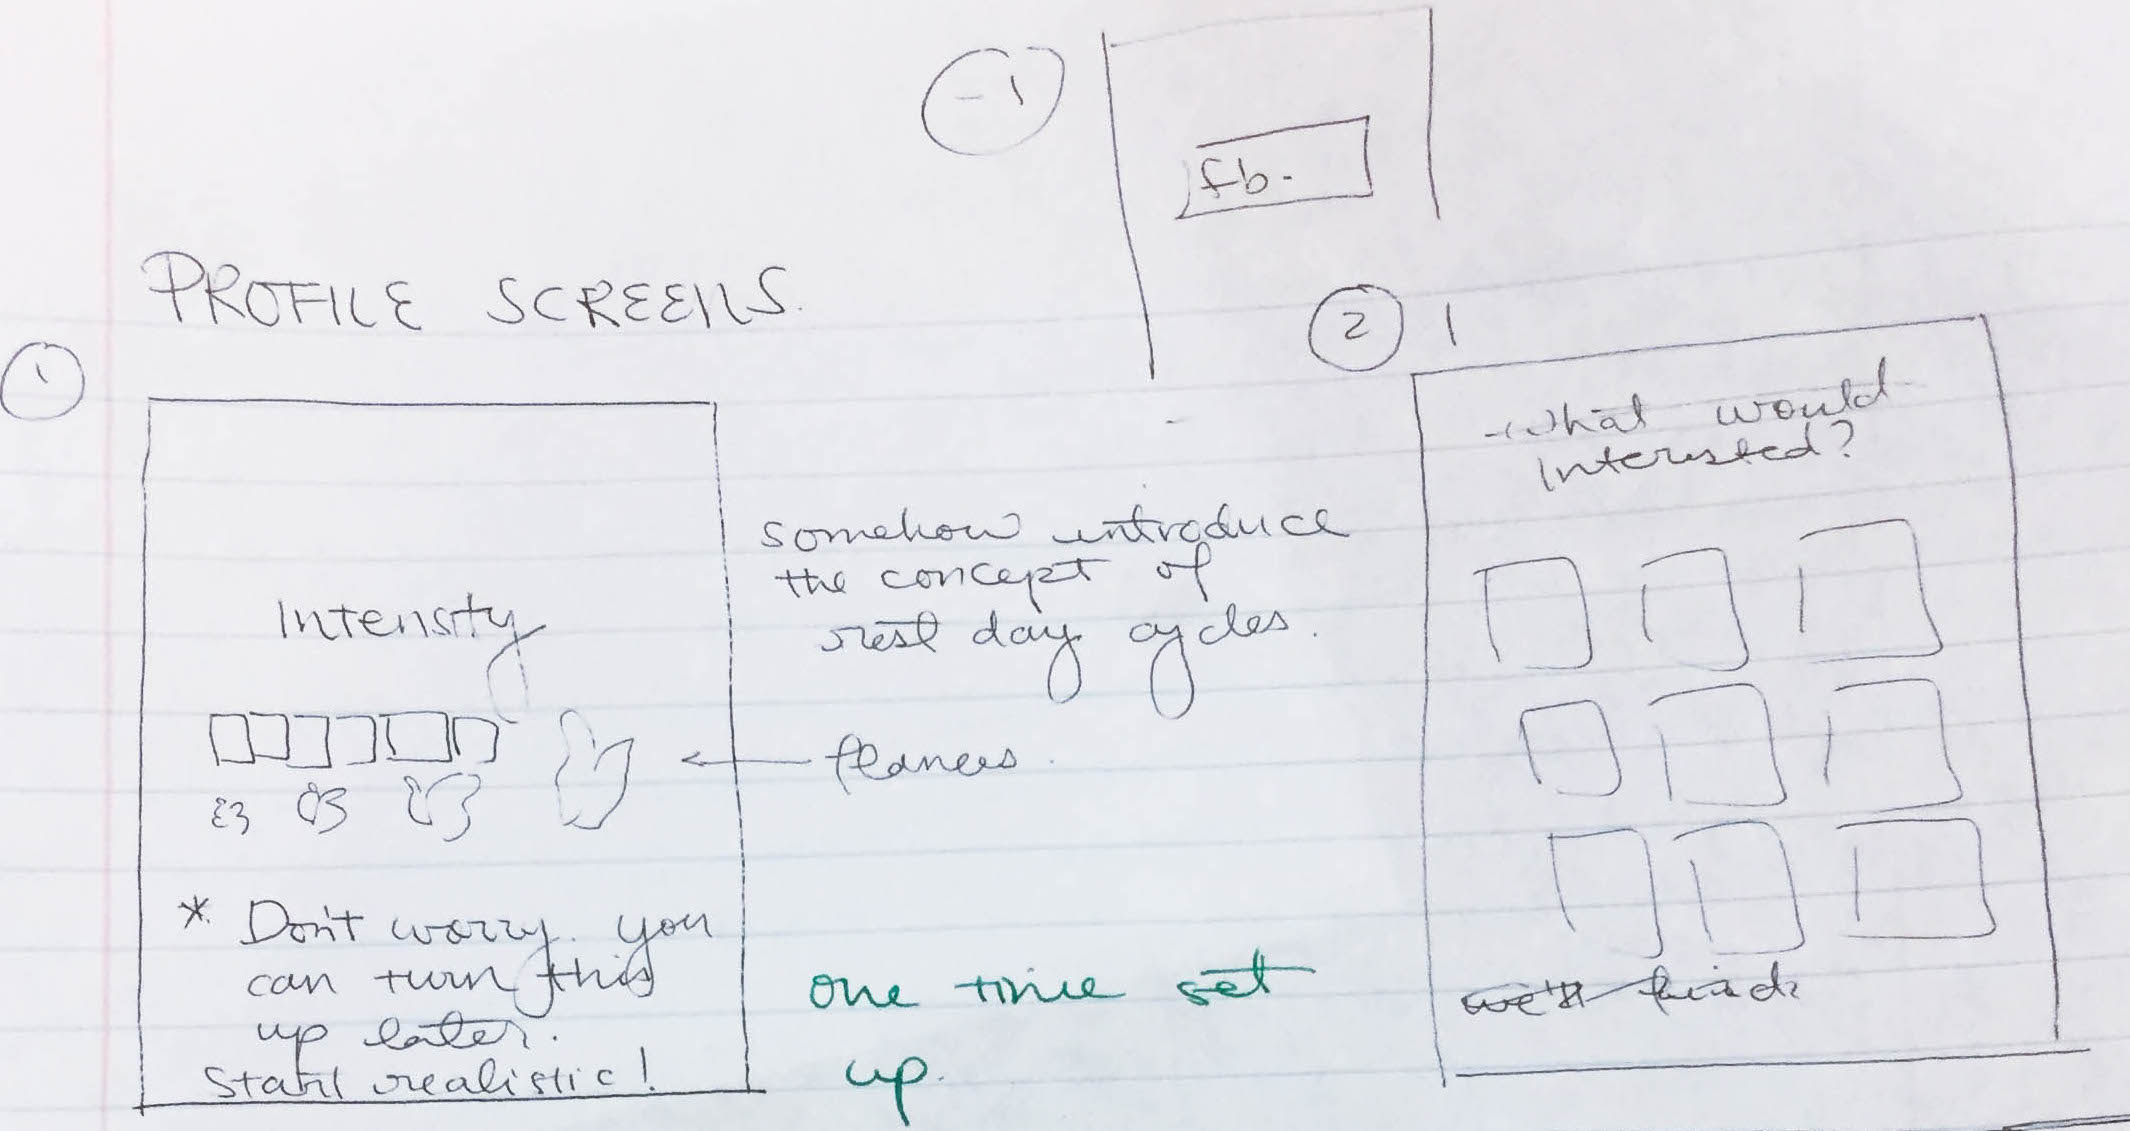 -1
fb.
PROFILE SCREENS.
1
Intensity
* Don't worry. you
can turn this
up later.
Start realistic!
somehow introduce
the concept of
rest day cycles.
one time set
up.
2 1
What would
interested?
we'll find